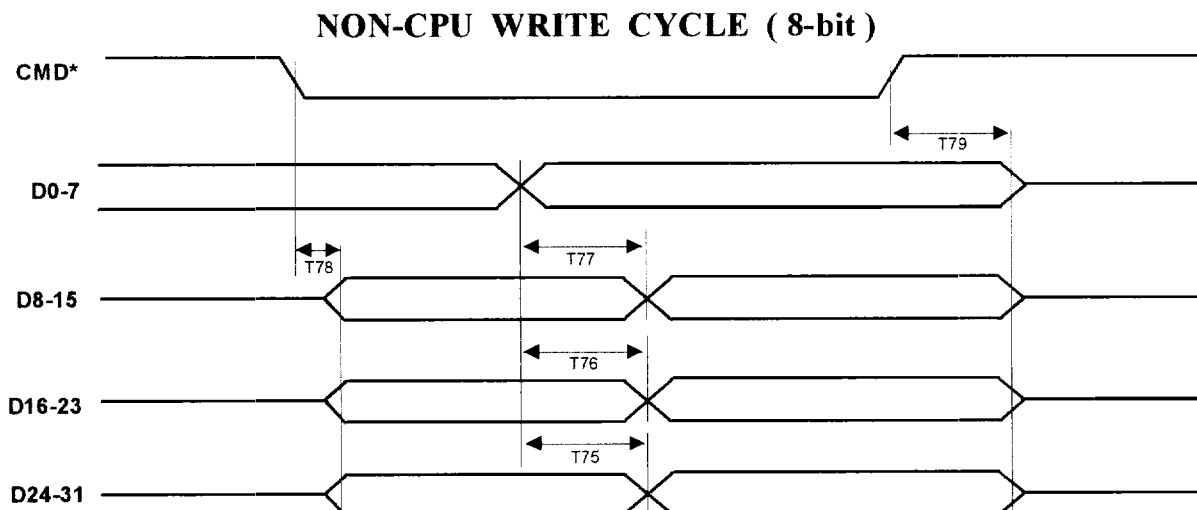 NON-CPU WRITE CYCLE ( 8-bit )
CMD*
T79
D0-7
T78
T77
D8-15
T76
D16-23
T75
D24-31